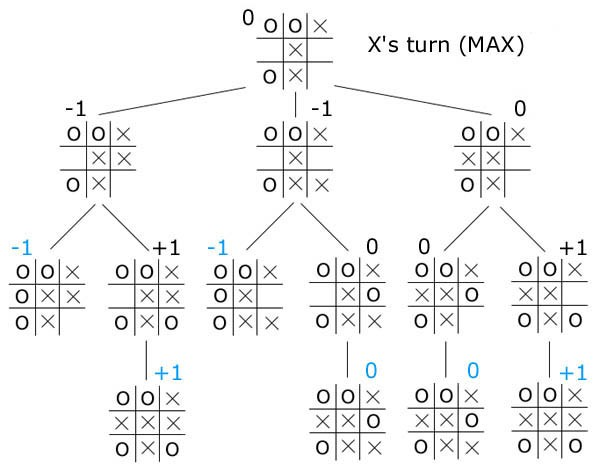 0 O O ×
X's turn (MAX)
×
O ×
-1 -1 0
O O × O O × O O ×
× × × × ×
O × O × × O ×
-1 +1 -1 0 0 +1
O O × O O × O O × O O × O O × O O ×
O × × × × O × × O × × O × ×
O × O × O O × × O × × O × O × O
+1 0 0 +1
O O × O O × O O × O O ×
× × × × × O × × O × × ×
O × O O × × O × × O × O